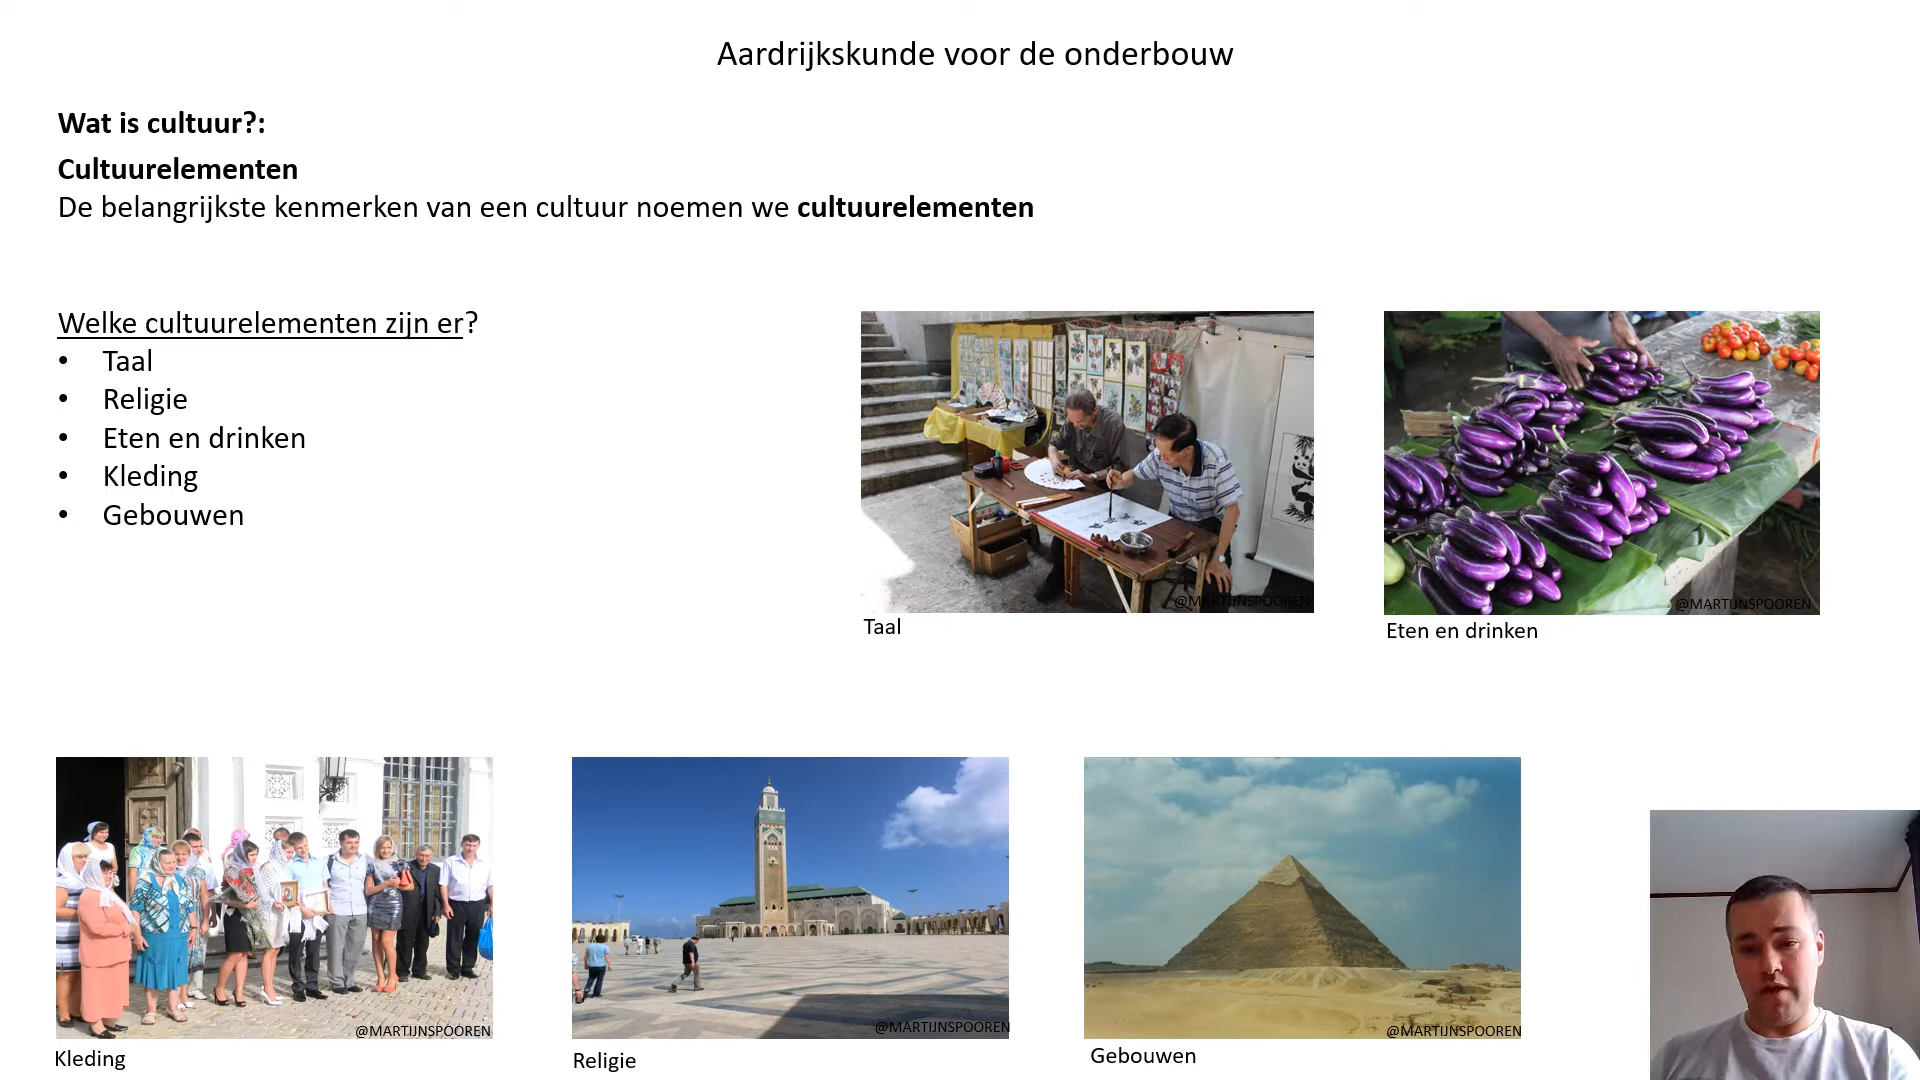 Aardrijkskunde voor de onderbouw
Wat is cultuur?:
Cultuurelementen
De belangrijkste kenmerken van een cultuur noemen we cultuurelementen
Welke cultuurelementen zijn er?
• Taal
• Religie
• Eten en drinken
• Kleding
• Gebouwen
@MARTIJNSPOOREN
Taal
@MARTIJNSPOOREN
Eten en drinken
@MARTIJNSPOOREN
Kleding
@MARTIJNSPOOREN
Religie
@MARTIJNSPOOREN
Gebouwen